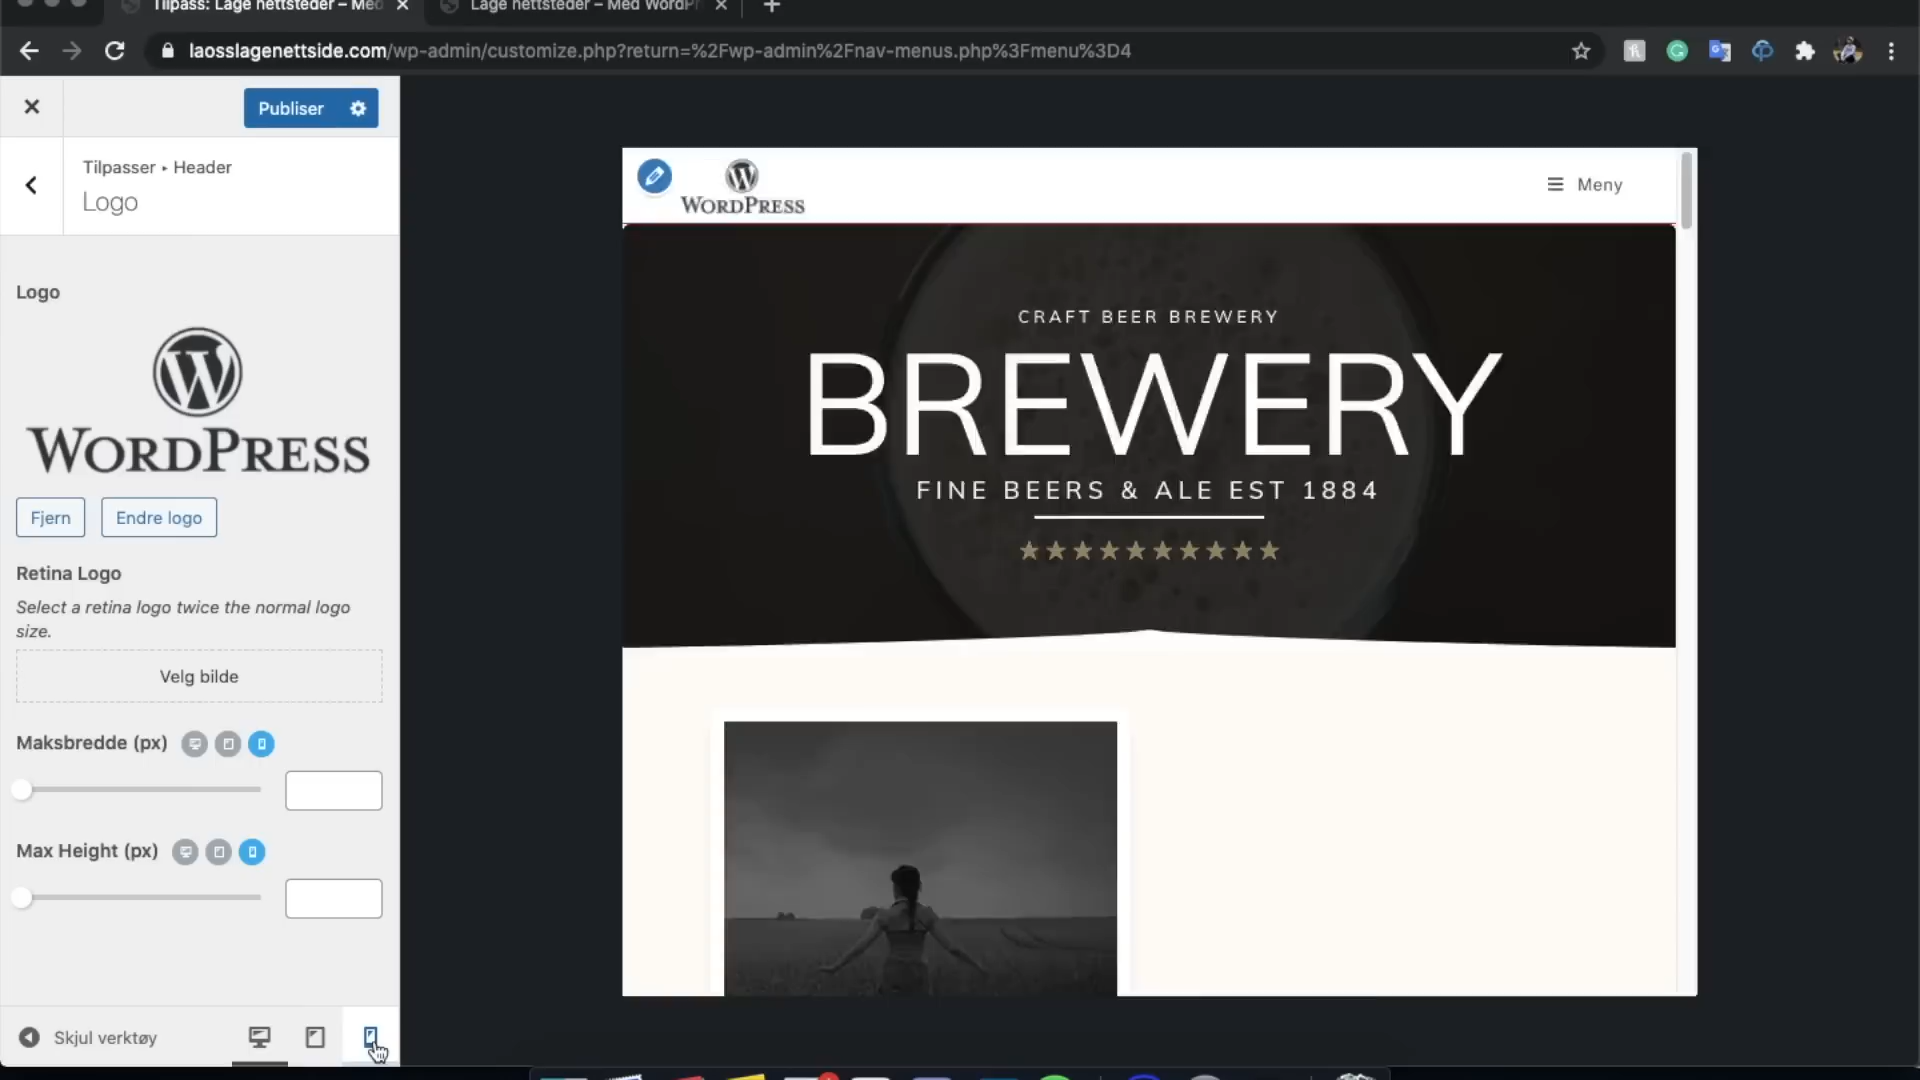 Tilpass: Lage nettsteder – Med
Lage nettsteder – Med WordPr
laosslagenettside.com/wp-admin/customize.php?return=%2Fwp-admin%2Fnav-menus.php%3Fmenu%3D4
Publiser
Tilpasser ▸ Header
Logo
Logo
WORDPRESS
Fjern
Endre logo
Retina Logo
Select a retina logo twice the normal logo
size.
Velg bilde
Maksbredde (px)
Max Height (px)
Skjul verktøy
WORDPRESS
Meny
CRAFT BEER BREWERY
BREWERY
FINE BEERS & ALE EST 1884